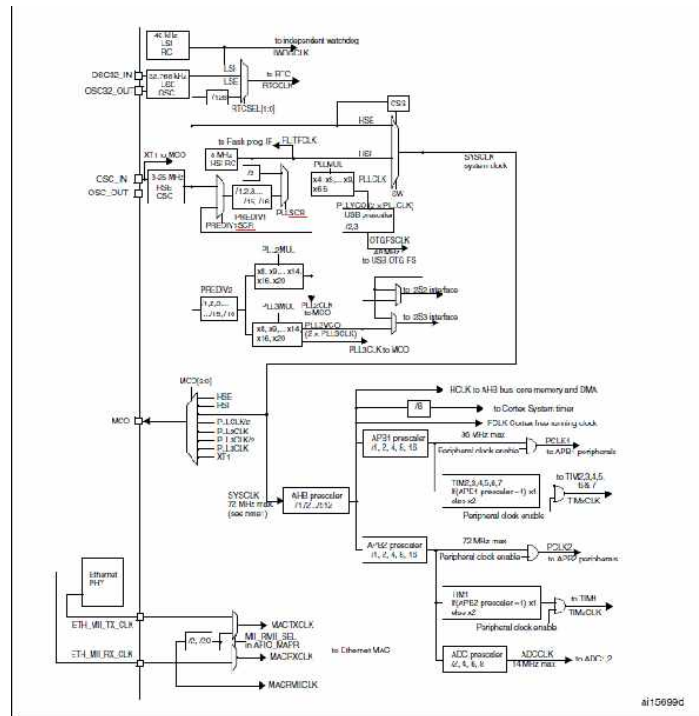 40 kHz
LSI
RC
to independent watchdog
IWDGCLK
OSC32_IN
OSC32_OUT
32.768 kHz
LSE
OSC
LSI
LSE
to RTC
RTCCLK
/128
RTCSEL[1:0]
CSS
HSE
to Flash prog. IF
FLITFCLK
XT1 to MCO
8 MHz
HSI RC
HSI
SYSCLK
system clock
/2
PLLMUL
x4 x5,... x9,
x6.5
PLLCLK
SW
OSC_IN
OSC_OUT
3-25 MHz
HSE
OSC
/1,2,3....
.../15, /16
PREDIV1
PLLSCR
PREDIV1SCR
PLLVCO (2 × PLLCLK)
USB prescaler
/2,3
OTGFSCLK
48 MHz
to USB OTG FS
PLL2MUL
x8, x9,... x14,
x16, x20
PREDIV2
/1,2,3....
.../15, /16
PLL2CLK
to MCO
PLL3MUL
x8, x9,... x14,
x16, x20
PLL3VCO
(2 × PLL3CLK)
PLL3CLK to MCO
to I2S2 interface
to I2S3 interface
MCO[3:0]
MCO
HSE
HSI
PLLCLK/2
PLL2CLK
PLL3CLK/2
PLL3CLK
XT1
HCLK to AHB bus, core memory and DMA
/8
to Cortex System timer
FCLK Cortex free running clock
APB1 prescaler
/1, 2, 4, 8, 16
36 MHz max
Peripheral clock enable
PCLK1
to APB1 peripherals
TIM2,3,4,5,6,7
If(APB1 prescaler =1) x1
else x2
to TIM2,3,4,5,
6 & 7
TIMxCLK
Peripheral clock enable
SYSCLK
72 MHz max
AHB prescaler
/1,/2../512
APB2 prescaler
/1, 2, 4, 8, 16
72 MHz max
Peripheral clock enable
PCLK2
to APB2 peripherals
TIM1
If(APB2 prescaler =1) x1
else x2
to TIM1
TIMxCLK
Peripheral clock enable
ADC prescaler
/2, 4, 6, 8
ADCCLK
14 MHz max
to ADC1,2
Ethernet
PHY
ETH_MII_TX_CLK
MACTXCLK
/2, /20
MII_RMII_SEL
in AFIO_MAPR
to Ethernet MAC
ETH_MII_RX_CLK
MACRXCLK
MACRMIICLK
ai15699d